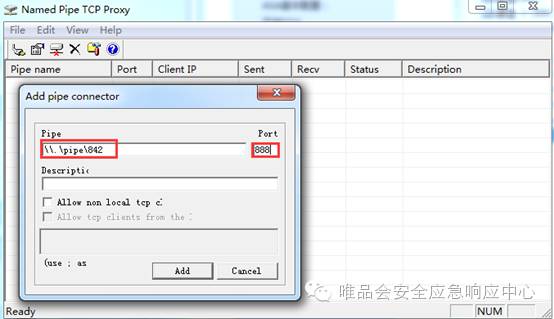 Named Pipe TCP Proxy
File Edit View Help
Pipe name Port Client IP Sent Recv Status Description
Add pipe connector
Pipe Port
\\.\pipe\842 888
Descriptic
Allow non local tcp c
Allow tcp clients from the
(use ; as
Add Cancel
唯品会安全应急响应中心
Ready NUM